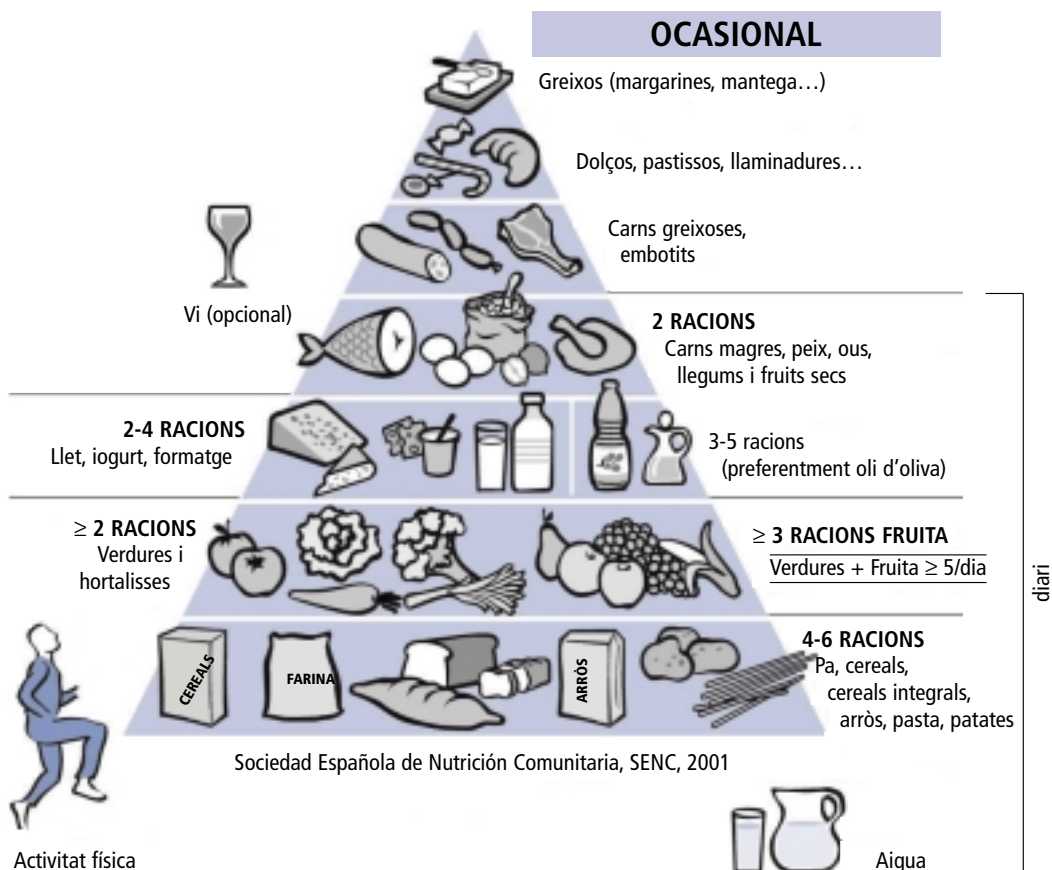 OCASIONAL
Greixos (margarines, mantega…)
Dolços, pastissos, llaminadures…
Carns greixoses,
embotits
Vi (opcional)
2 RACIONS
Carns magres, peix, ous,
llegums i fruits secs
2-4 RACIONS
Llet, iogurt, formatge
3-5 racions
(preferentment oli d’oliva)
≥ 2 RACIONS
Verdures i
hortalisses
≥ 3 RACIONS FRUITA
Verdures + Fruita ≥ 5/dia
diari
CEREALS
FARINA
ARRÒS
4-6 RACIONS
Pa, cereals,
cereals integrals,
arròs, pasta, patates
Sociedad Española de Nutrición Comunitaria, SENC, 2001
Activitat física
Aigua